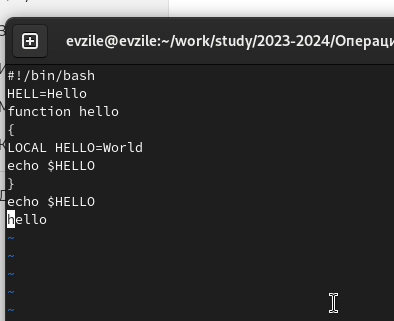 evzile@evzile:~/work/study/2023-2024/Операци
#!/bin/bash
HELL=Hello
function hello
{
LOCAL HELLO=World
echo $HELLO
}
echo $HELLO
hello
~
~
~
~
~